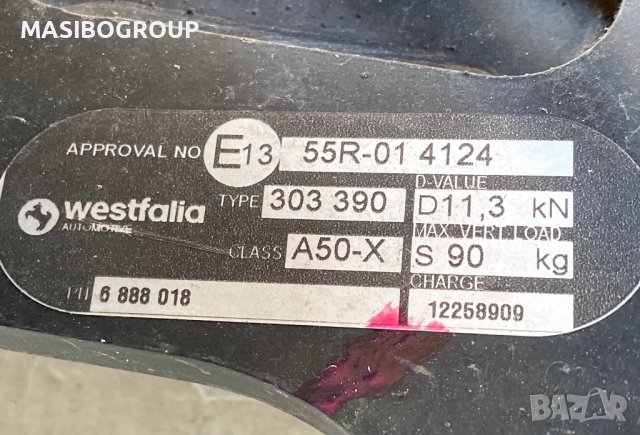 MASIBOGROUP
APPROVAL NO E13 55R-01 4124
westfalia
AUTOMOTIVE
TYPE 303 390
D-VALUE
D11,3 kN
CLASS A50-X
MAX. VERT. LOAD
S 90 kg
6 888 018
CHARGE
12258909
BAZAR